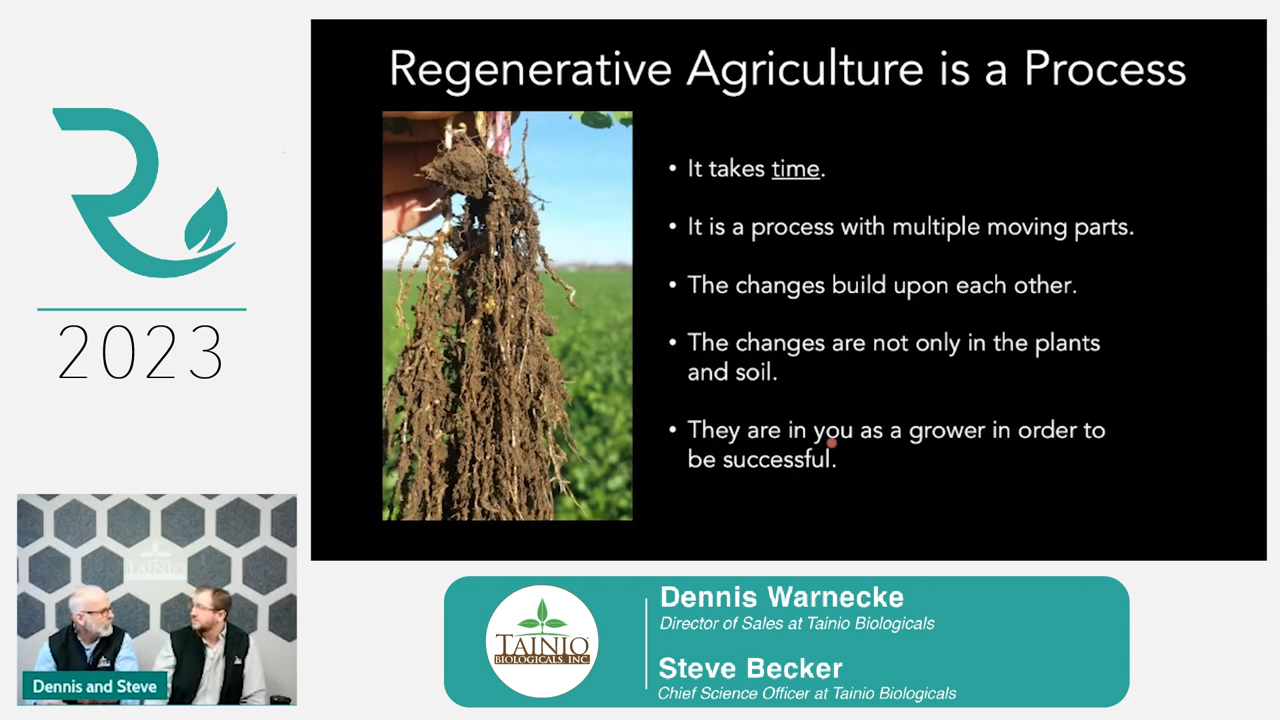 Regenerative Agriculture is a Process
• It takes time.
• It is a process with multiple moving parts.
• The changes build upon each other.
• The changes are not only in the plants
and soil.
• They are in you as a grower in order to
be successful.
2023
TAINIO
Dennis and Steve
TAINIO
BIOLOGICALS, INC.
Dennis Warnecke
Director of Sales at Tainio Biologicals
Steve Becker
Chief Science Officer at Tainio Biologicals